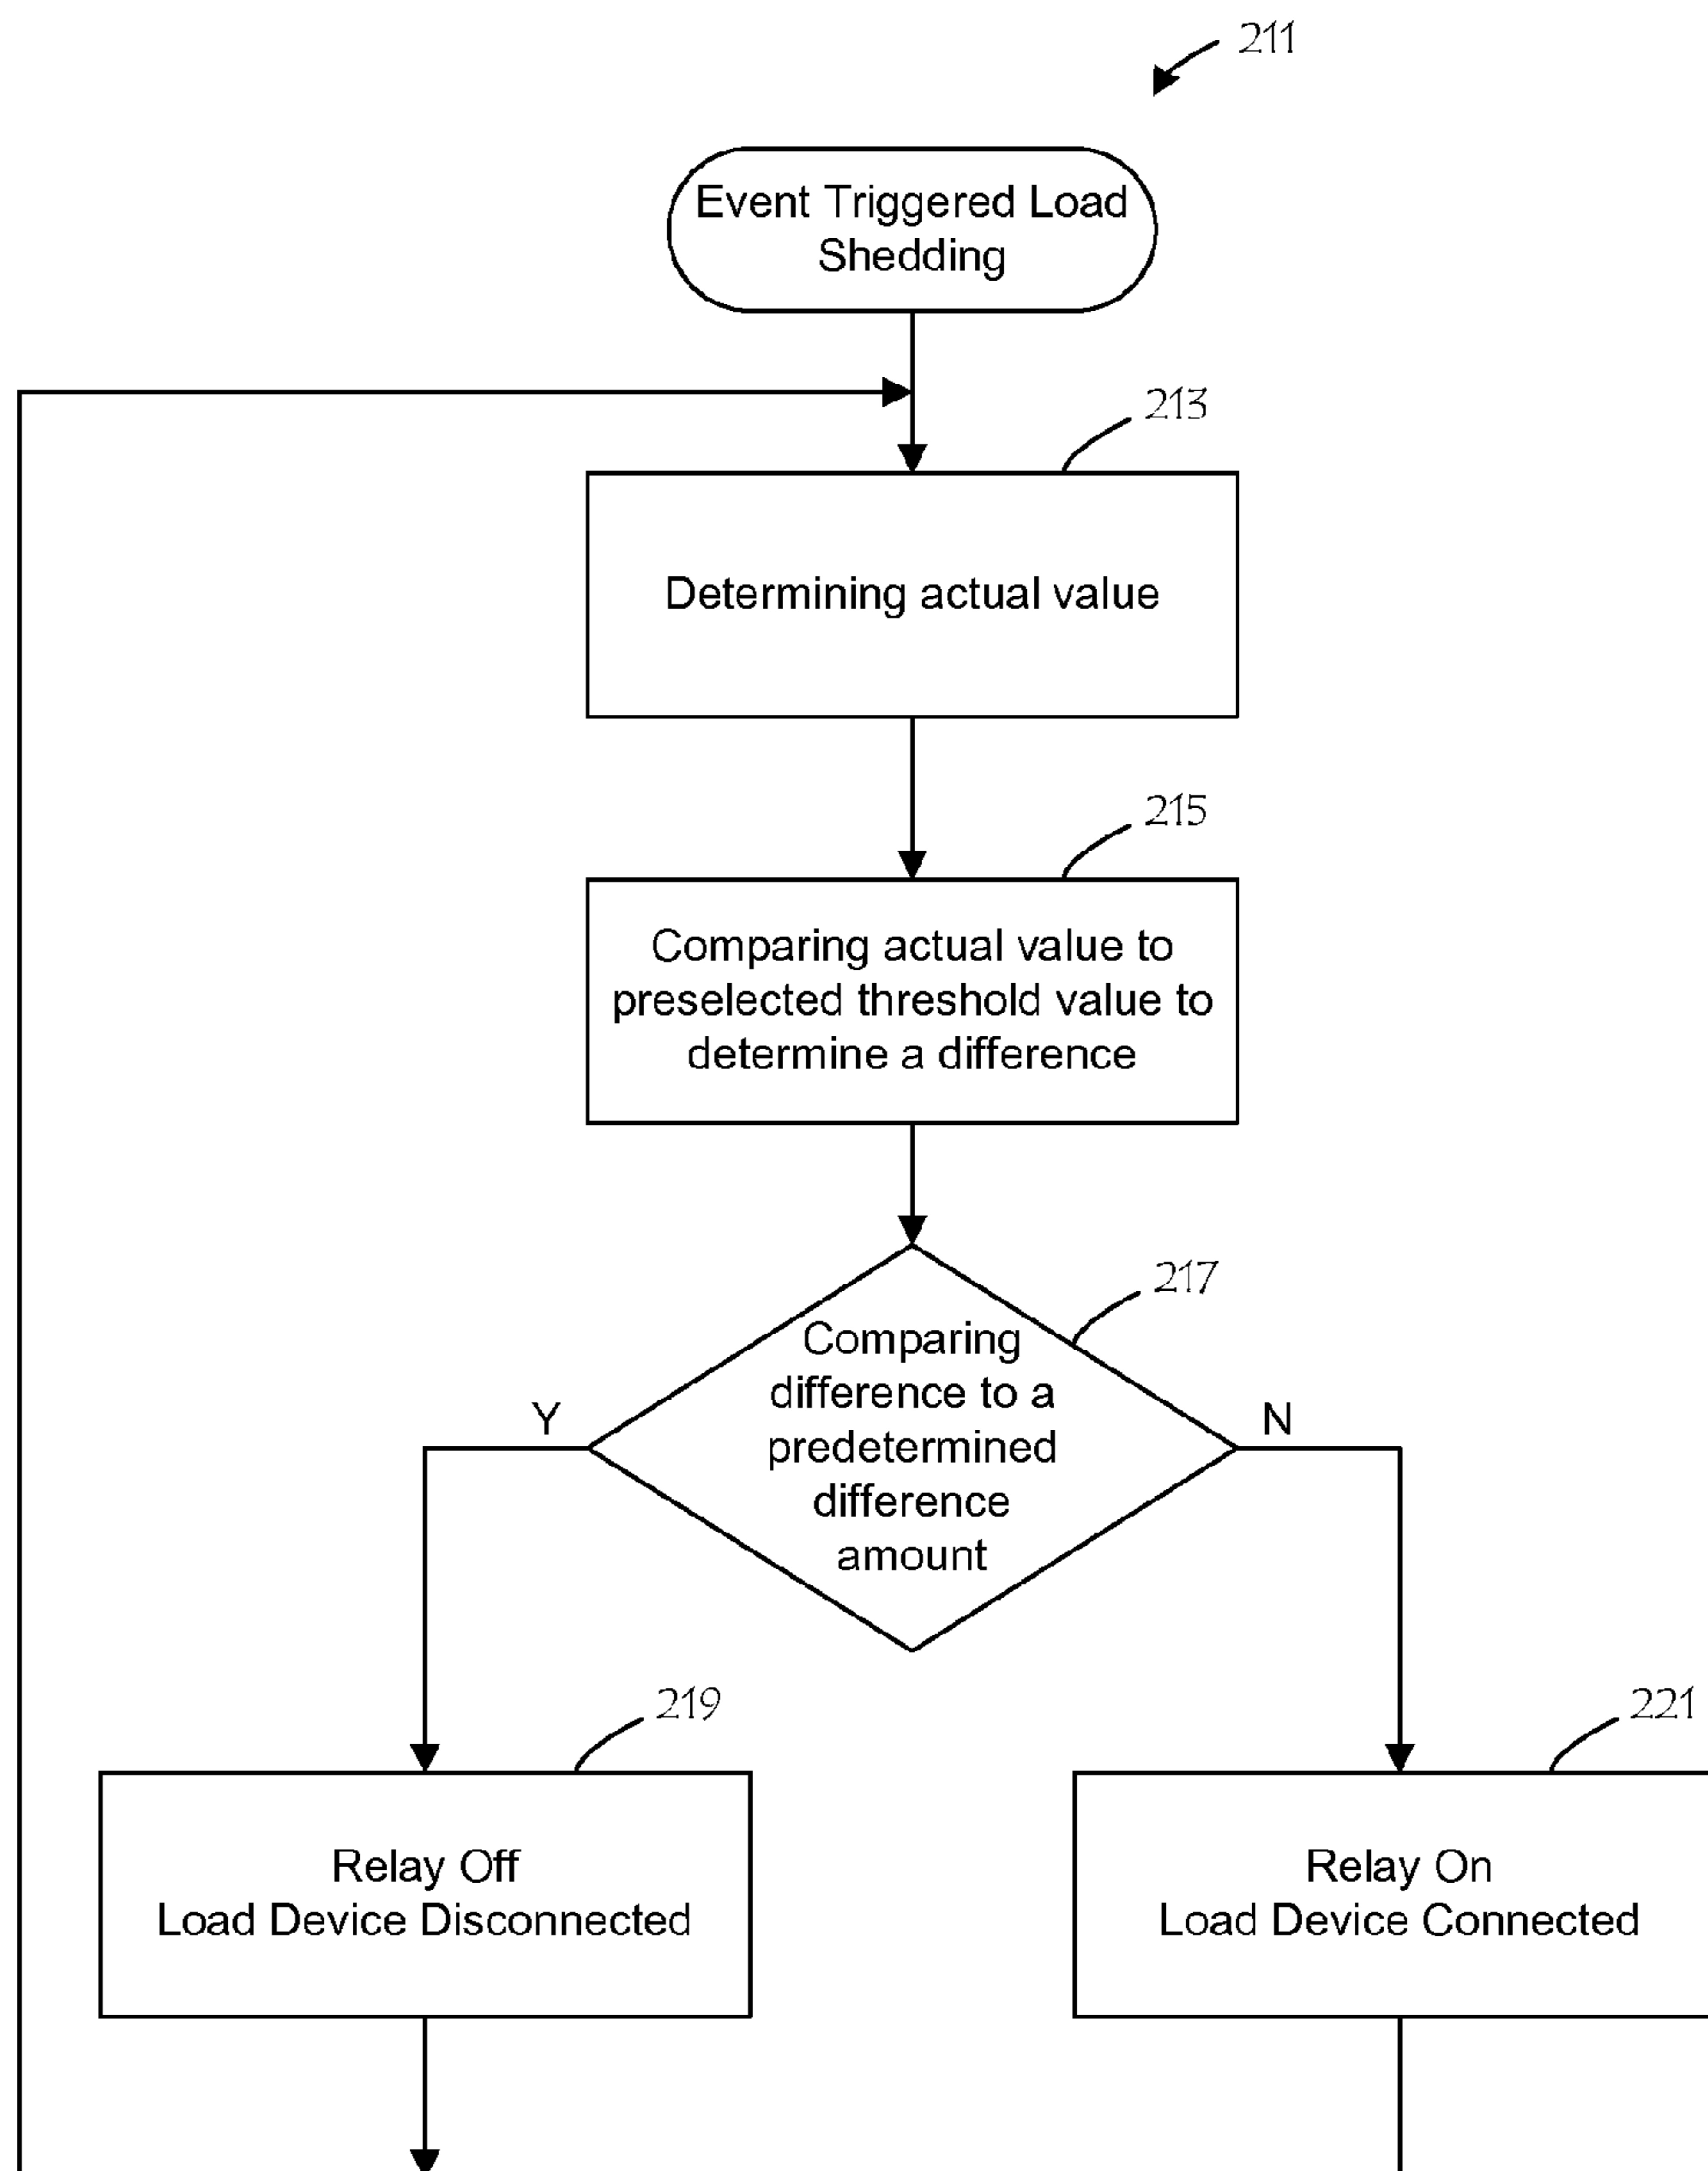 211
Event Triggered Load
Shedding
213
Determining actual value
215
Comparing actual value to
preselected threshold value to
determine a difference
217
Comparing
difference to a
predetermined
difference
amount
Y
N
219
Relay Off
Load Device Disconnected
221
Relay On
Load Device Connected